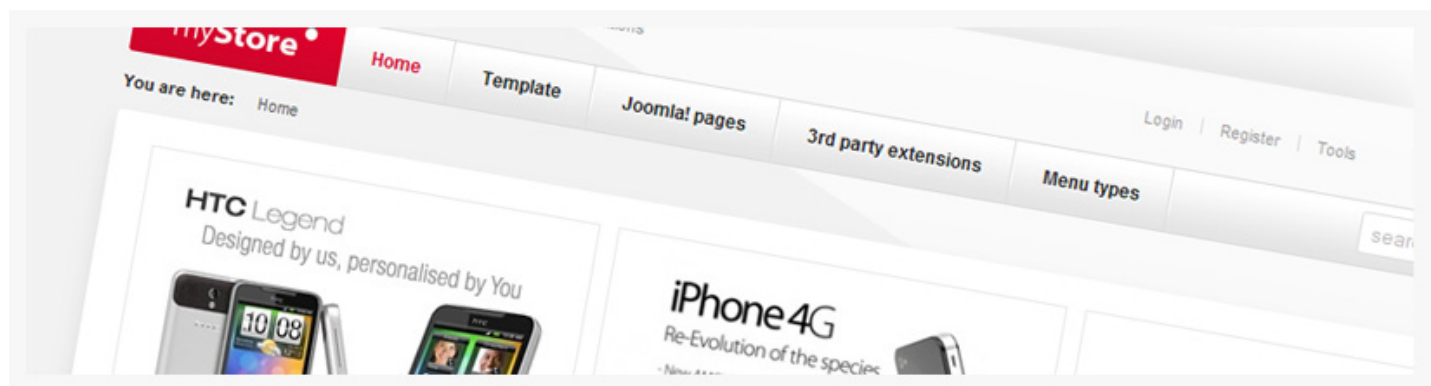 myStore
Home
Template
Joomla! pages
3rd party extensions
Menu types
Login | Register | Tools
You are here: Home
HTC Legend
Designed by us, personalised by You
10 08
iPhone 4G
Re-Evolution of the species
- New